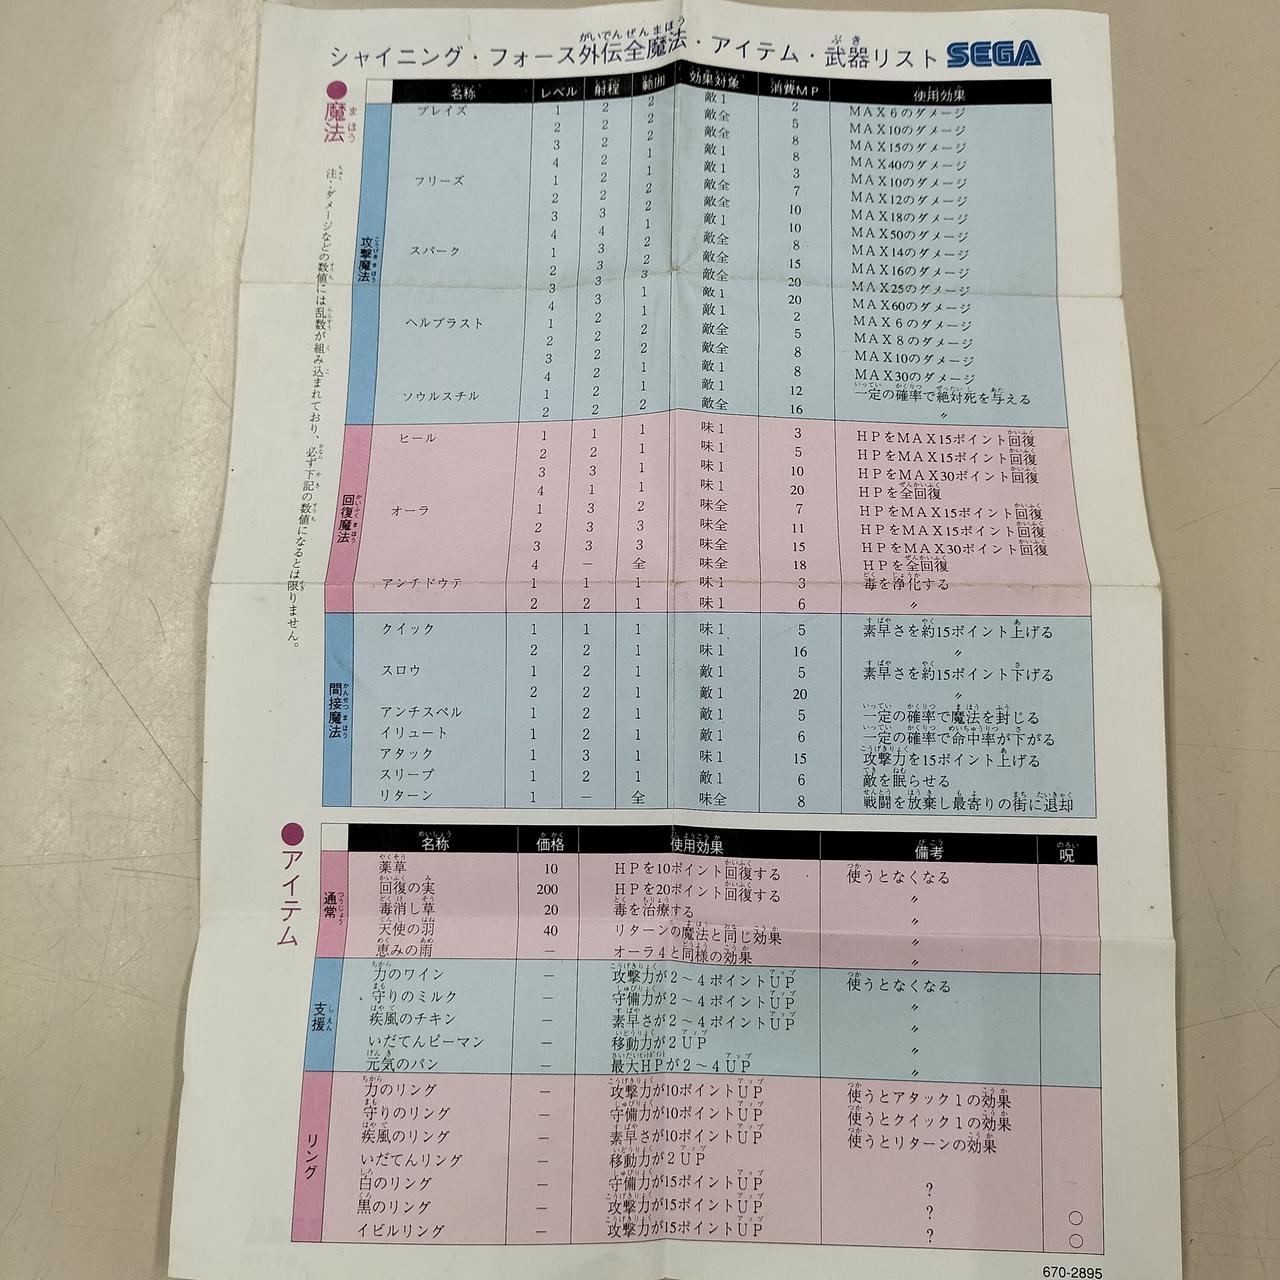 シャイニング・フォース外伝全魔法・アイテム・武器リスト SEGA
●魔法
注・ダメージなどの数値には乱数が組み込まれており、必ず下記の数値になるとは限りません。
名称 レベル 射程 範囲 効果対象 消費MP 使用効果
攻撃魔法
ブレイズ 1 2 2 敵1 2 MAX6のダメージ
2 2 2 敵全 5 MAX10のダメージ
3 2 2 敵全 8 MAX15のダメージ
4 2 1 敵1 8 MAX40のダメージ
フリーズ 1 2 1 敵1 3 MAX10のダメージ
2 2 2 敵全 7 MAX12のダメージ
3 3 2 敵全 10 MAX18のダメージ
4 4 1 敵1 10 MAX50のダメージ
スパーク 1 3 2 敵全 8 MAX14のダメージ
2 3 2 敵全 15 MAX16のダメージ
3 3 3 敵全 20 MAX25のダメージ
4 3 1 敵1 20 MAX60のダメージ
ヘルブラスト 1 2 1 敵1 2 MAX6のダメージ
2 2 2 敵全 5 MAX8のダメージ
3 2 2 敵全 8 MAX10のダメージ
4 2 1 敵1 8 MAX30のダメージ
ソウルスチル 1 2 1 敵1 12 一定の確率で絶対死を与える
2 2 2 敵全 16 〃
回復魔法
ヒール 1 1 1 味1 3 HPをMAX15ポイント回復
2 2 1 味1 5 HPをMAX15ポイント回復
3 3 1 味1 10 HPをMAX30ポイント回復
4 1 1 味1 20 HPを全回復
オーラ 1 3 2 味全 7 HPをMAX15ポイント回復
2 3 3 味全 11 HPをMAX15ポイント回復
3 3 3 味全 15 HPをMAX30ポイント回復
4 － 全 味全 18 HPを全回復
アンチドウテ 1 1 1 味1 3 毒を浄化する
2 2 1 味1 6 〃
間接魔法
クイック 1 1 1 味1 5 素早さを約15ポイント上げる
2 2 1 味1 16 〃
スロウ 1 2 1 敵1 5 素早さを約15ポイント下げる
2 2 1 敵1 20 〃
アンチスペル 1 2 1 敵1 5 一定の確率で魔法を封じる
イリュート 1 2 1 敵1 6 一定の確率で命中率が下がる
アタック 1 3 1 味1 15 攻撃力を15ポイント上げる
スリープ 1 2 1 敵1 6 敵を眠らせる
リターン 1 － 全 味全 8 戦闘を放棄し最寄りの街に退却
●アイテム
名称 価格 使用効果 備考 呪
通常
薬草 10 HPを10ポイント回復する 使うとなくなる
回復の実 200 HPを20ポイント回復する 〃
毒消し草 20 毒を治療する 〃
天使の羽 40 リターンの魔法と同じ効果 〃
恵みの雨 － オーラ4と同様の効果 〃
支援
力のワイン － 攻撃力が2～4ポイントUP 使うとなくなる
守りのミルク － 守備力が2～4ポイントUP 〃
疾風のチキン － 素早さが2～4ポイントUP 〃
いだてんピーマン － 移動力が2UP 〃
元気のパン － 最大HPが2～4UP 〃
リング
力のリング － 攻撃力が10ポイントUP 使うとアタック1の効果
守りのリング － 守備力が10ポイントUP 使うとクイック1の効果
疾風のリング － 素早さが10ポイントUP 使うとリターンの効果
いだてんリング － 移動力が2UP
白のリング － 守備力が15ポイントUP ?
黒のリング － 攻撃力が15ポイントUP ? ○
イビルリング － 攻撃力が15ポイントUP ? ○
670-2895